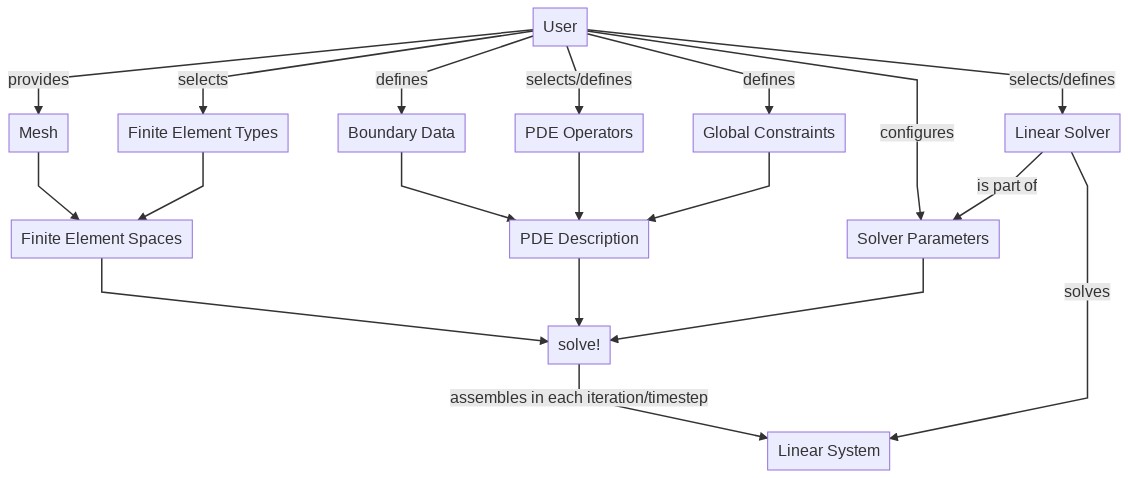 User
provides
selects
defines
selects/defines
defines
selects/defines
Mesh
Finite Element Types
Boundary Data
PDE Operators
Global Constraints
configures
Linear Solver
is part of
Finite Element Spaces
PDE Description
Solver Parameters
solves
solve!
assembles in each iteration/timestep
Linear System